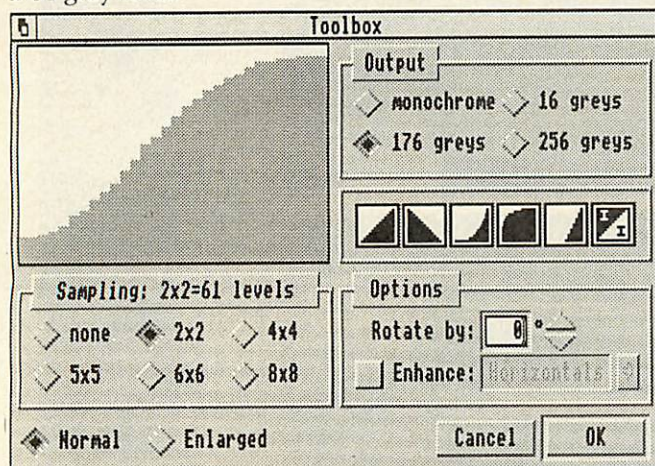 Toolbox
Output
monochrome 16 greys
176 greys 256 greys
Sampling: 2x2=61 levels
none 2x2 4x4
5x5 6x6 8x8
Options
Rotate by: 0 °
Enhance: Horizontals
Normal Enlarged
Cancel OK